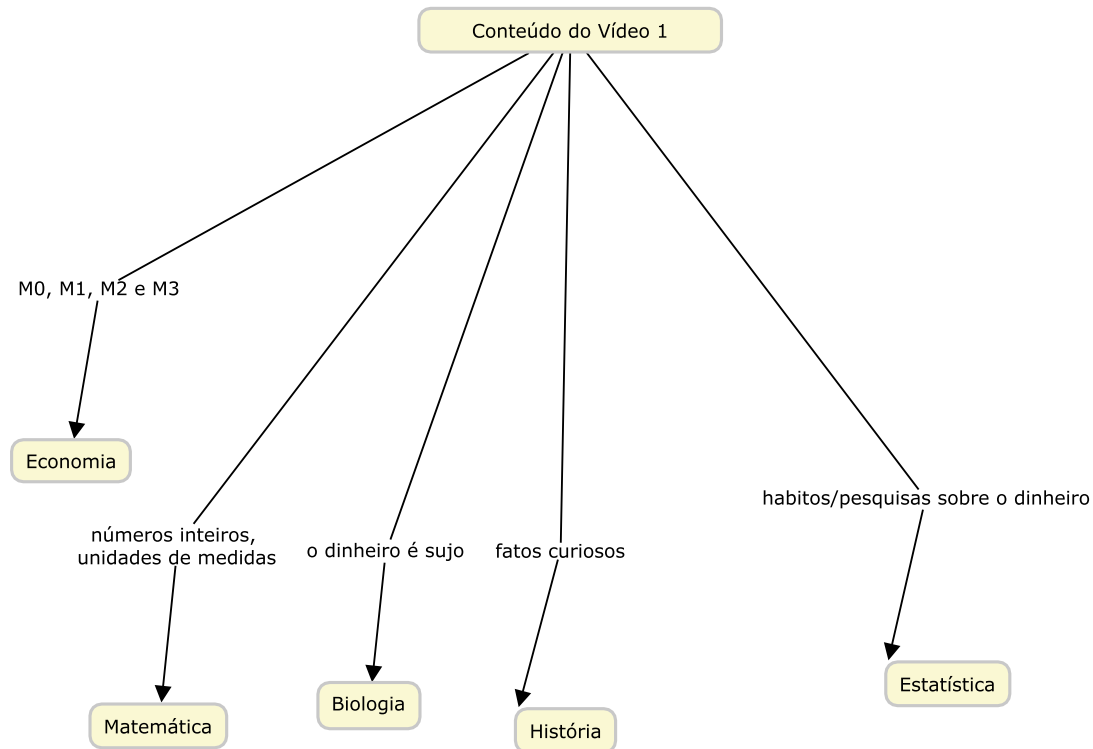 Conteúdo do Vídeo 1
M0, M1, M2 e M3
Economia
habitos/pesquisas sobre o dinheiro
números inteiros,
unidades de medidas
o dinheiro é sujo
fatos curiosos
Estatística
Biologia
Matemática
História